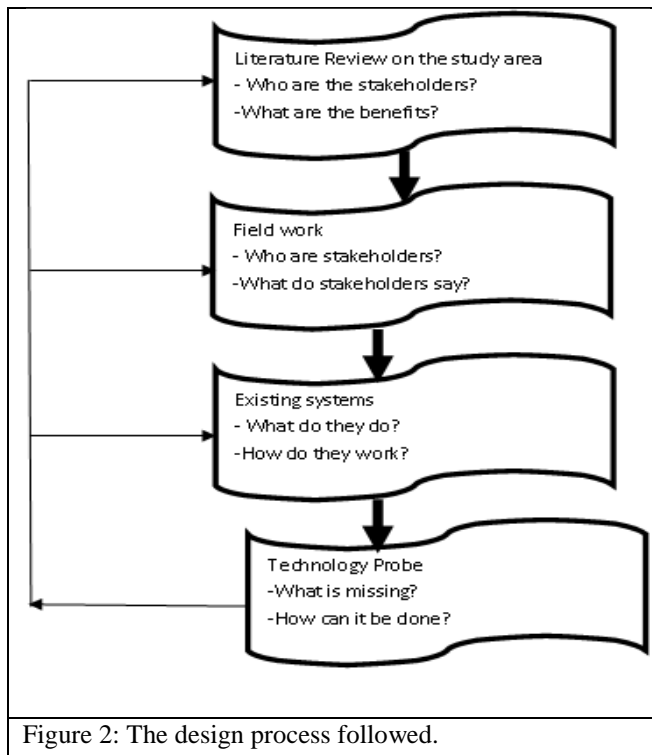 Literature Review on the study area
- Who are the stakeholders?
-What are the benefits?
Field work
- Who are stakeholders?
-What do stakeholders say?
Existing systems
- What do they do?
-How do they work?
Technology Probe
-What is missing?
-How can it be done?
Figure 2: The design process followed.